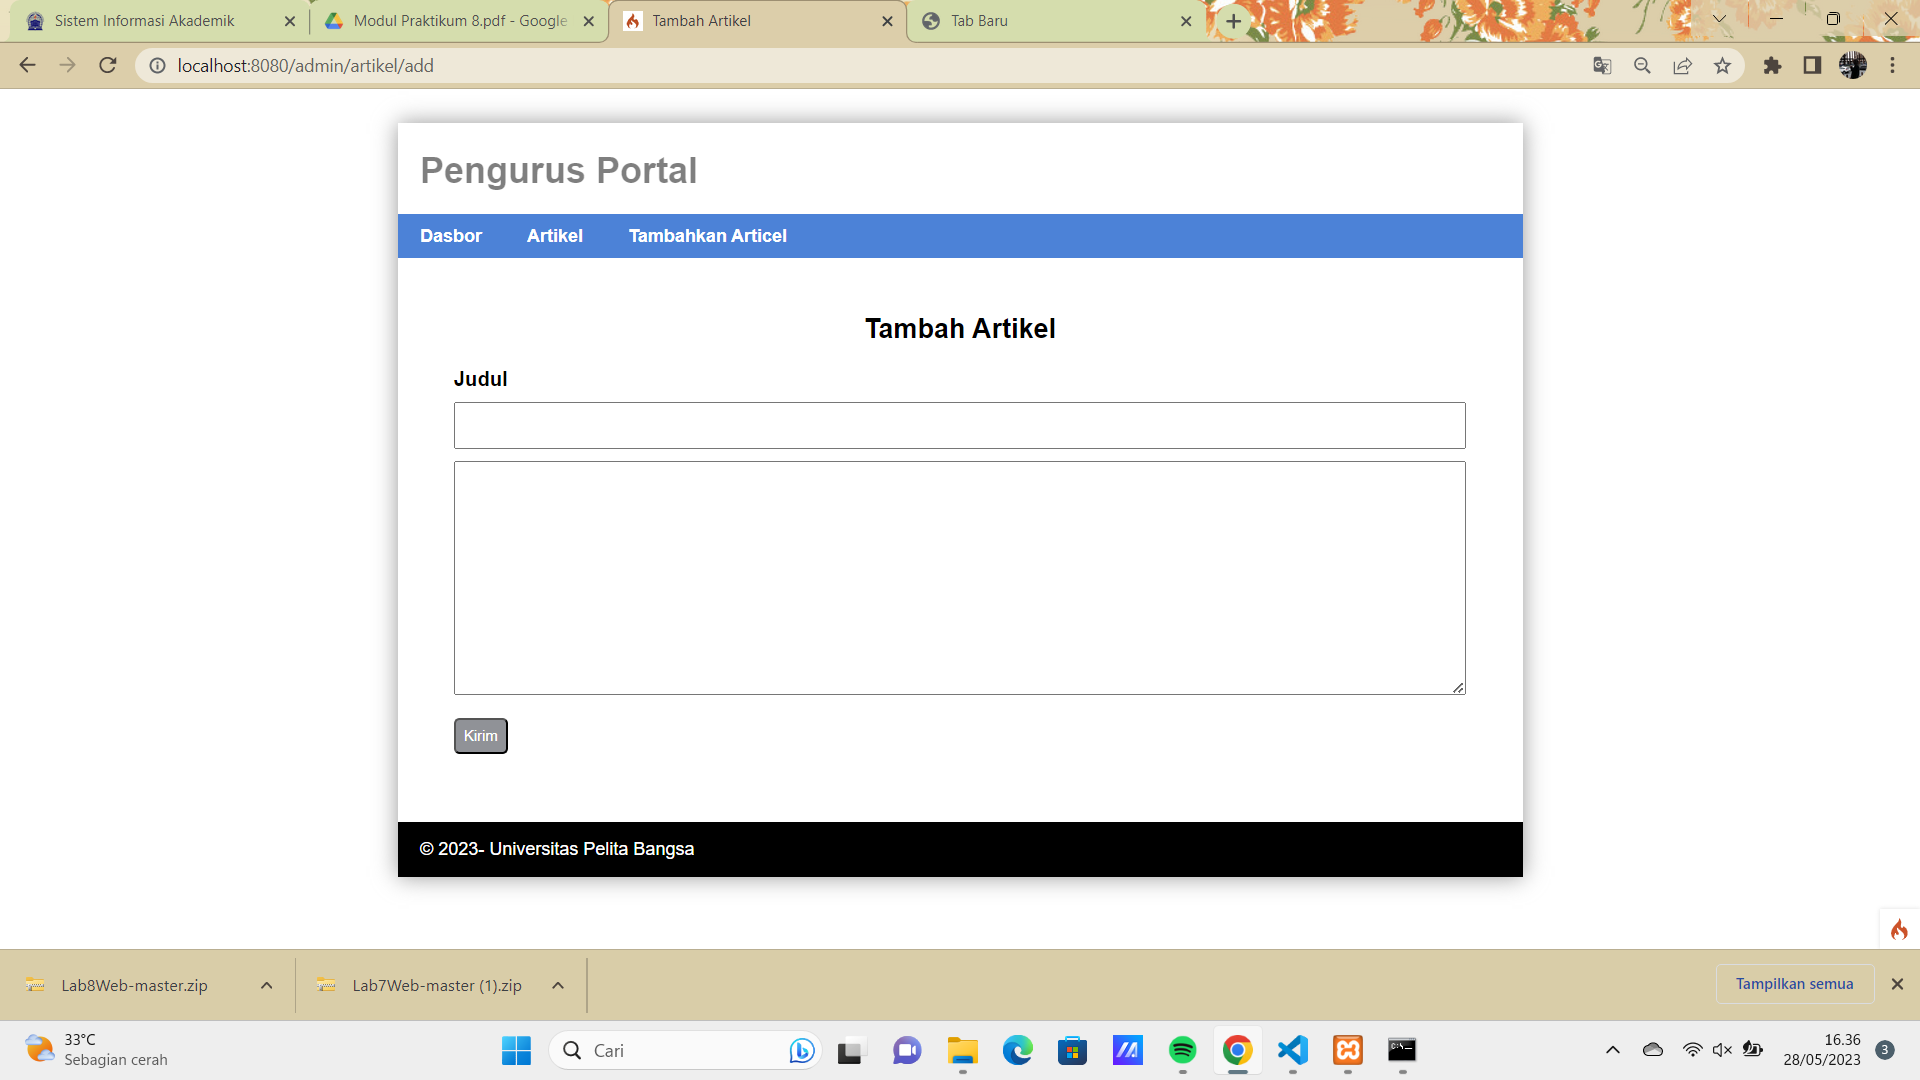 Sistem Informasi Akademik
Modul Praktikum 8.pdf - Google
Tambah Artikel
Tab Baru
localhost:8080/admin/artikel/add
Pengurus Portal
Dasbor Artikel Tambahkan Articel
Tambah Artikel
Judul
Kirim
© 2023- Universitas Pelita Bangsa
Lab8Web-master.zip
Lab7Web-master (1).zip
Tampilkan semua
33°C
Sebagian cerah
Cari
16.36
28/05/2023
3